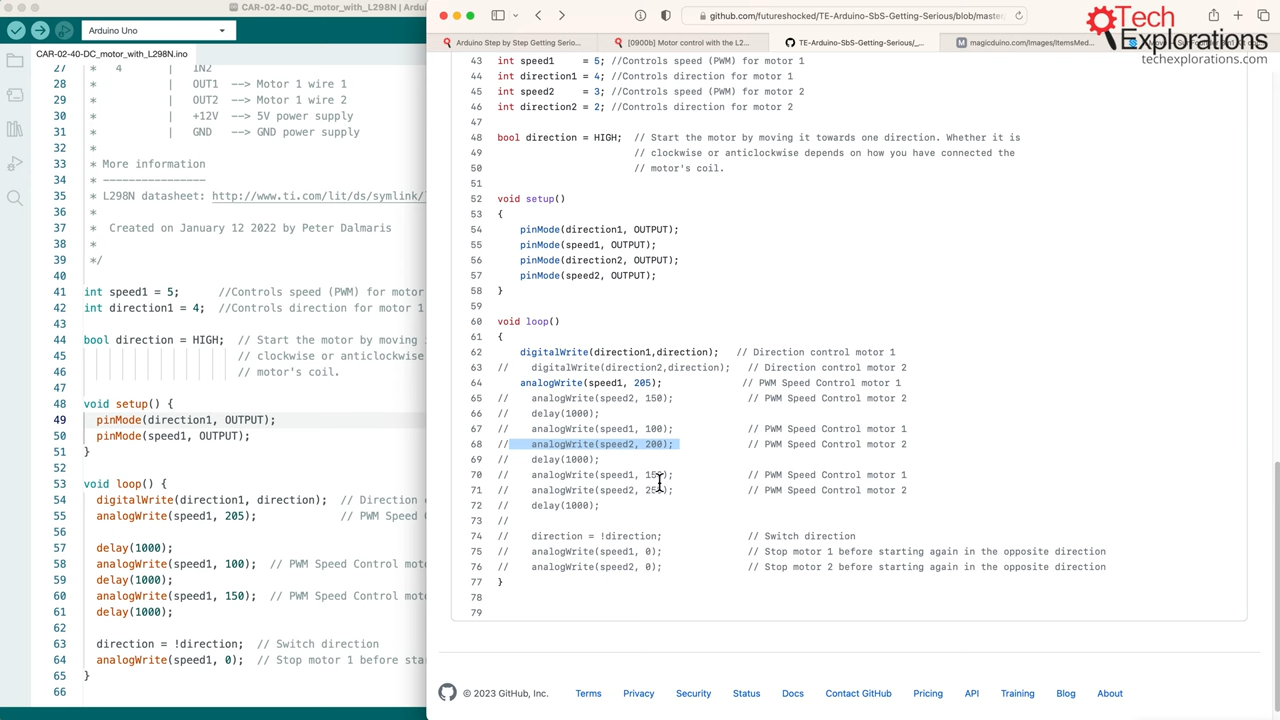 CAR-02-40-DC_motor_with_L298N | Ardui
Arduino Uno
CAR-02-40-DC_motor_with_L298N.ino
27 *
28 * 4 | IN2
28 * | OUT1 --> Motor 1 wire 1
29 * | OUT2 --> Motor 1 wire 2
30 * | +12V --> 5V power supply
31 * | GND --> GND power supply
32 *
33 * More information
34 * ----------------
35 * L298N datasheet: http://www.ti.com/lit/ds/symlink/
36 *
37 * Created on January 12 2022 by Peter Dalmaris
38 *
39 */
40
41 int speed1 = 5; //Controls speed (PWM) for motor
42 int direction1 = 4; //Controls direction for motor 1
43
44 bool direction = HIGH; // Start the motor by moving i
45 // clockwise or anticlockwise
46 // motor's coil.
47
48 void setup() {
49 pinMode(direction1, OUTPUT);
50 pinMode(speed1, OUTPUT);
51 }
52
53 void loop() {
54 digitalWrite(direction1, direction); // Direction c
55 analogWrite(speed1, 205); // PWM Speed C
56
57 delay(1000);
58 analogWrite(speed1, 100); // PWM Speed Control moto
59 delay(1000);
60 analogWrite(speed1, 150); // PWM Speed Control moto
61 delay(1000);
62
63 direction = !direction; // Switch direction
64 analogWrite(speed1, 0); // Stop motor 1 before star
65 }
66
github.com/futureshocked/TE-Arduino-SbS-Getting-Serious/blob/master
Arduino Step by Step Getting Serio...
[0900b] Motor control with the L2...
TE-Arduino-SbS-Getting-Serious/_...
magicduino.com/Images/ItemsMed...
Tech
Explorations™
techexplorations.com
43 int speed1 = 5; //Controls speed (PWM) for motor 1
44 int direction1 = 4; //Controls direction for motor 1
45 int speed2 = 3; //Controls speed (PWM) for motor 2
46 int direction2 = 2; //Controls direction for motor 2
47
48 bool direction = HIGH; // Start the motor by moving it towards one direction. Whether it is
49 // clockwise or anticlockwise depends on how you have connected the
50 // motor's coil.
51
52 void setup()
53 {
54 pinMode(direction1, OUTPUT);
55 pinMode(speed1, OUTPUT);
56 pinMode(direction2, OUTPUT);
57 pinMode(speed2, OUTPUT);
58 }
59
60 void loop()
61 {
62 digitalWrite(direction1,direction); // Direction control motor 1
63 // digitalWrite(direction2,direction); // Direction control motor 2
64 analogWrite(speed1, 205); // PWM Speed Control motor 1
65 // analogWrite(speed2, 150); // PWM Speed Control motor 2
66 // delay(1000);
67 // analogWrite(speed1, 100); // PWM Speed Control motor 1
68 // analogWrite(speed2, 200); // PWM Speed Control motor 2
69 // delay(1000);
70 // analogWrite(speed1, 150); // PWM Speed Control motor 1
71 // analogWrite(speed2, 250); // PWM Speed Control motor 2
72 // delay(1000);
73 //
74 // direction = !direction; // Switch direction
75 // analogWrite(speed1, 0); // Stop motor 1 before starting again in the opposite direction
76 // analogWrite(speed2, 0); // Stop motor 2 before starting again in the opposite direction
77 }
78
79
© 2023 GitHub, Inc. Terms Privacy Security Status Docs Contact GitHub Pricing API Training Blog About